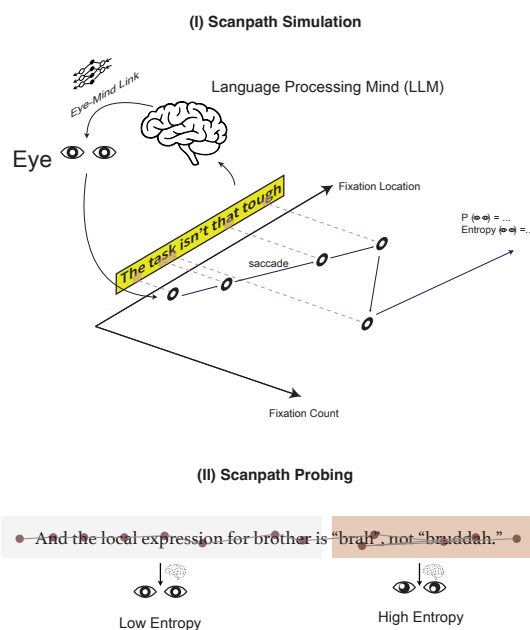 (I) Scanpath Simulation
Language Processing Mind (LLM)
Eye-Mind Link
Eye
The task isn't that tough
Fixation Location
P ( ) = ...
Entropy ( ) =...
saccade
Fixation Count
(II) Scanpath Probing
And the local expression for brother is “brah”, not “bruddah.”
Low Entropy
High Entropy